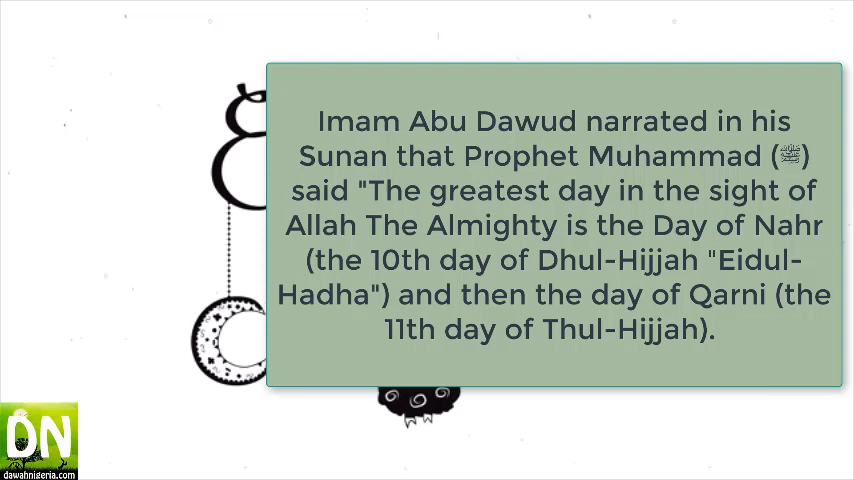 Imam Abu Dawud narrated in his
Sunan that Prophet Muhammad (ﷺ)
said "The greatest day in the sight of
Allah The Almighty is the Day of Nahr
(the 10th day of Dhul-Hijjah "Eidul-
Hadha") and then the day of Qarni (the
11th day of Thul-Hijjah).
DN
dawahnigeria.com